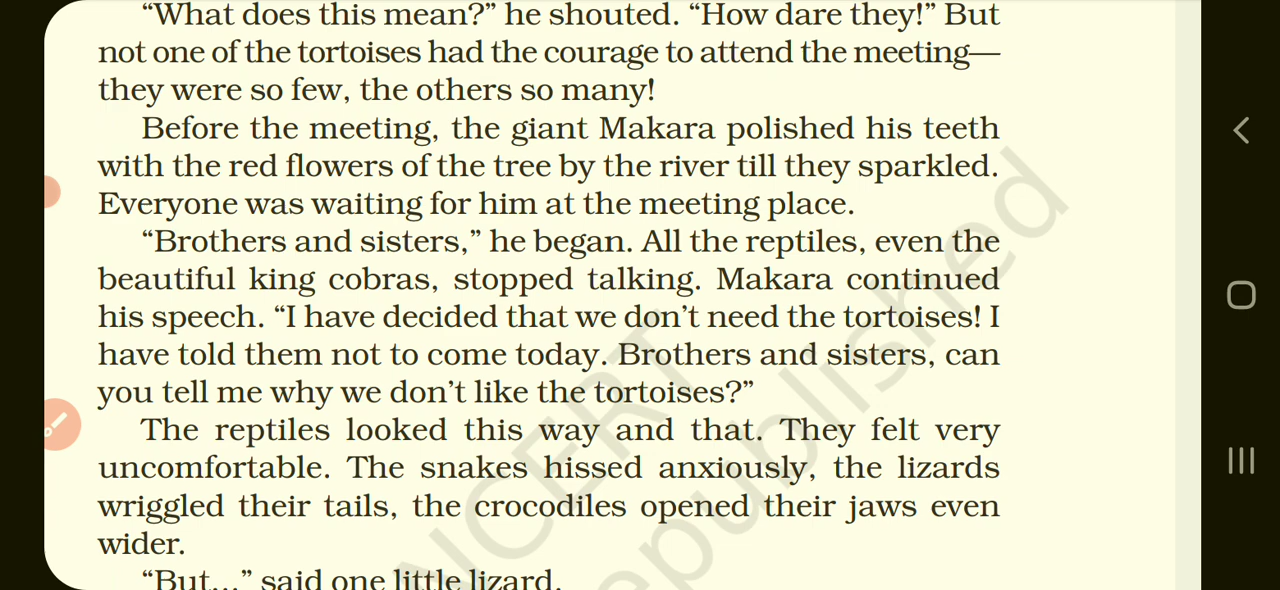 “What does this mean?” he shouted. “How dare they!” But
not one of the tortoises had the courage to attend the meeting—
they were so few, the others so many!
Before the meeting, the giant Makara polished his teeth
with the red flowers of the tree by the river till they sparkled.
Everyone was waiting for him at the meeting place.
“Brothers and sisters,” he began. All the reptiles, even the
beautiful king cobras, stopped talking. Makara continued
his speech. “I have decided that we don’t need the tortoises! I
have told them not to come today. Brothers and sisters, can
you tell me why we don’t like the tortoises?”
The reptiles looked this way and that. They felt very
uncomfortable. The snakes hissed anxiously, the lizards
wriggled their tails, the crocodiles opened their jaws even
wider.
“But...” said one little lizard.
NCERT
epublished